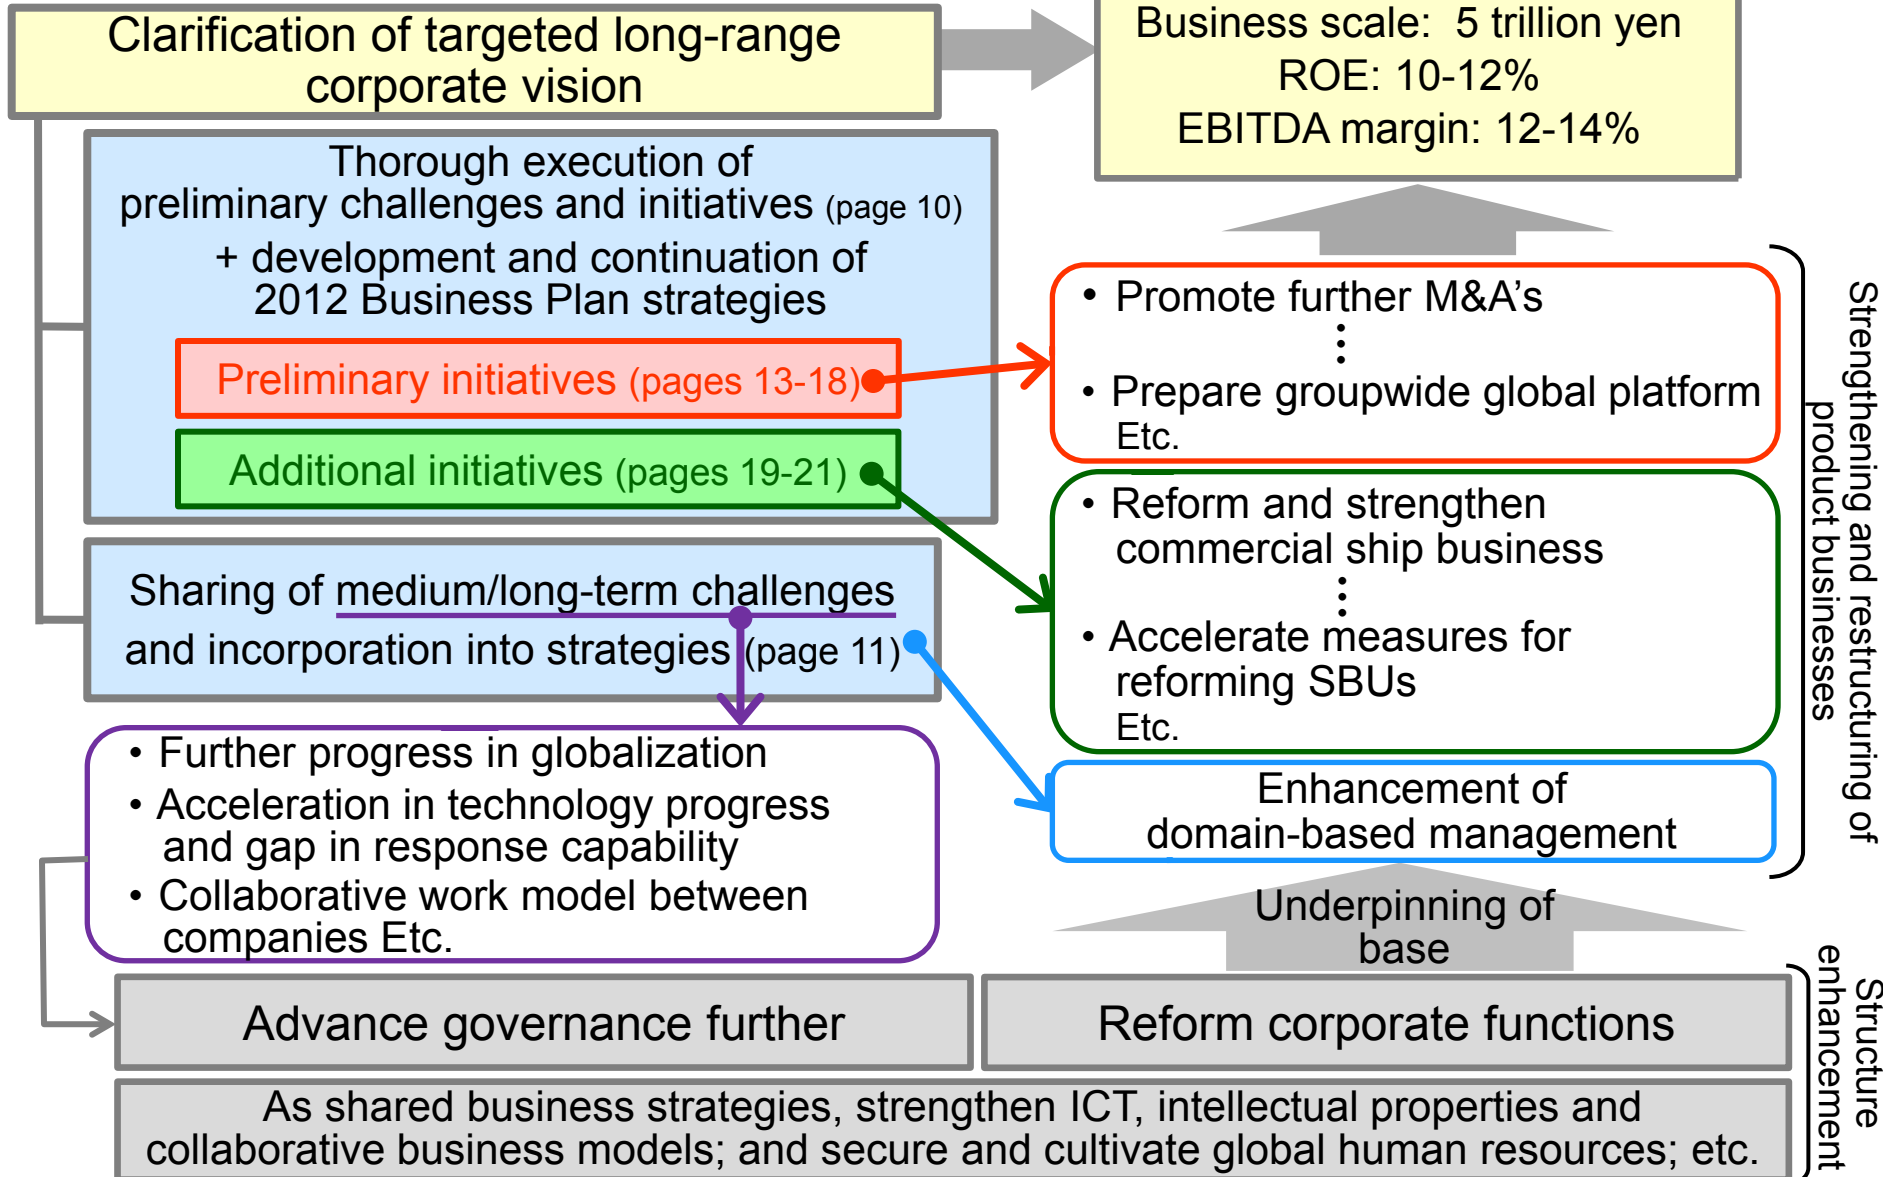 Clarification of targeted long-range
corporate vision
Business scale:  5 trillion yen
ROE: 10-12%
EBITDA margin: 12-14%
Thorough execution of
preliminary challenges and initiatives (page 10)
+ development and continuation of
2012 Business Plan strategies
Preliminary initiatives (pages 13-18)
Additional initiatives (pages 19-21)
Sharing of medium/long-term challenges
and incorporation into strategies (page 11)
• Further progress in globalization
• Acceleration in technology progress
and gap in response capability
• Collaborative work model between
companies Etc.
• Promote further M&A’s
⋮
• Prepare groupwide global platform
Etc.
• Reform and strengthen
commercial ship business
⋮
• Accelerate measures for
reforming SBUs
Etc.
Enhancement of
domain-based management
Strengthening and restructuring of
product businesses
Underpinning of
base
Advance governance further
Reform corporate functions
As shared business strategies, strengthen ICT, intellectual properties and
collaborative business models; and secure and cultivate global human resources; etc.
Structure
enhancement